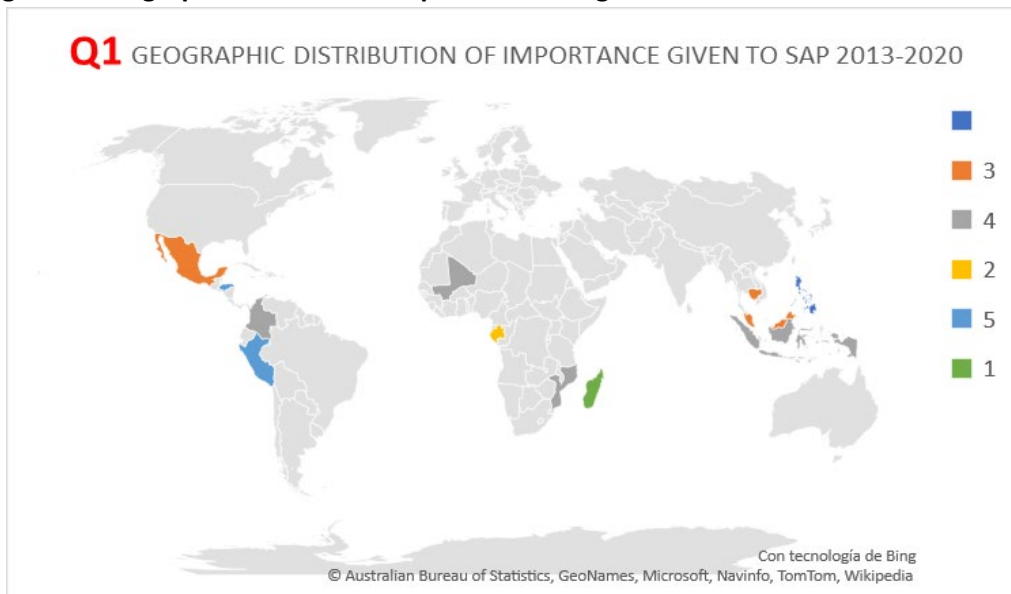 Q1 GEOGRAPHIC DISTRIBUTION OF IMPORTANCE GIVEN TO SAP 2013-2020
3
4
2
5
1
Con tecnología de Bing
© Australian Bureau of Statistics, GeoNames, Microsoft, Navinfo, TomTom, Wikipedia